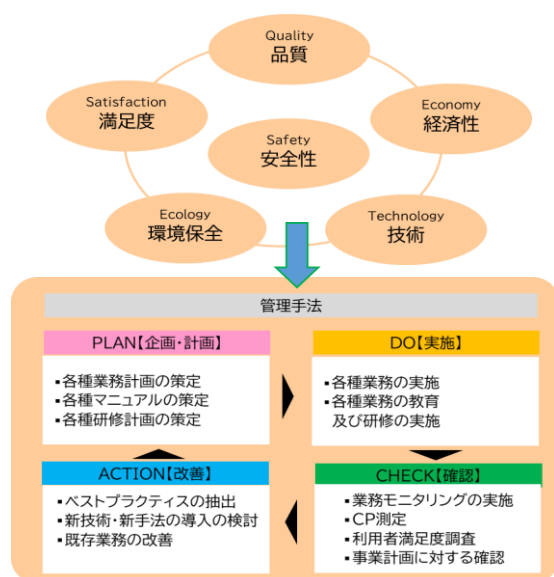 Quality
品質
Satisfaction
満足度
Economy
経済性
Safety
安全性
Ecology
環境保全
Technology
技術
管理手法
PLAN【企画・計画】
▪各種業務計画の策定
▪各種マニュアルの策定
▪各種研修計画の策定
DO【実施】
▪各種業務の実施
▪各種業務の教育
及び研修の実施
ACTION【改善】
▪ベストプラクティスの抽出
▪新技術・新手法の導入の検討
▪既存業務の改善
CHECK【確認】
▪業務モニタリングの実施
▪CP測定
▪利用者満足度調査
▪事業計画に対する確認